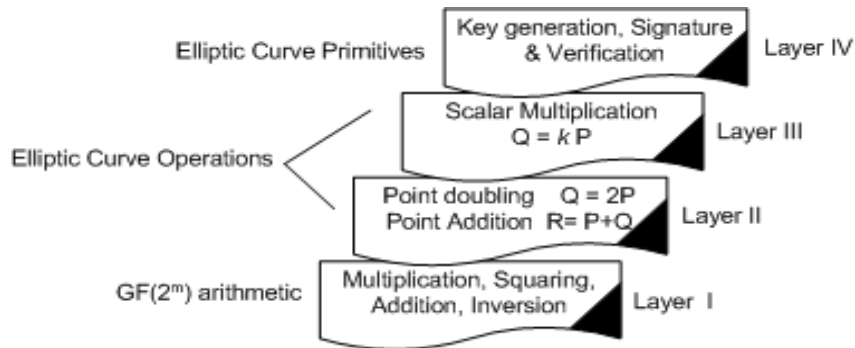 Elliptic Curve Primitives
Key generation, Signature
& Verification
Layer IV
Scalar Multiplication
Q = k P
Layer III
Elliptic Curve Operations
Point doubling Q = 2P
Point Addition R= P+Q
Layer II
GF(2ᵐ) arithmetic
Multiplication, Squaring,
Addition, Inversion
Layer I